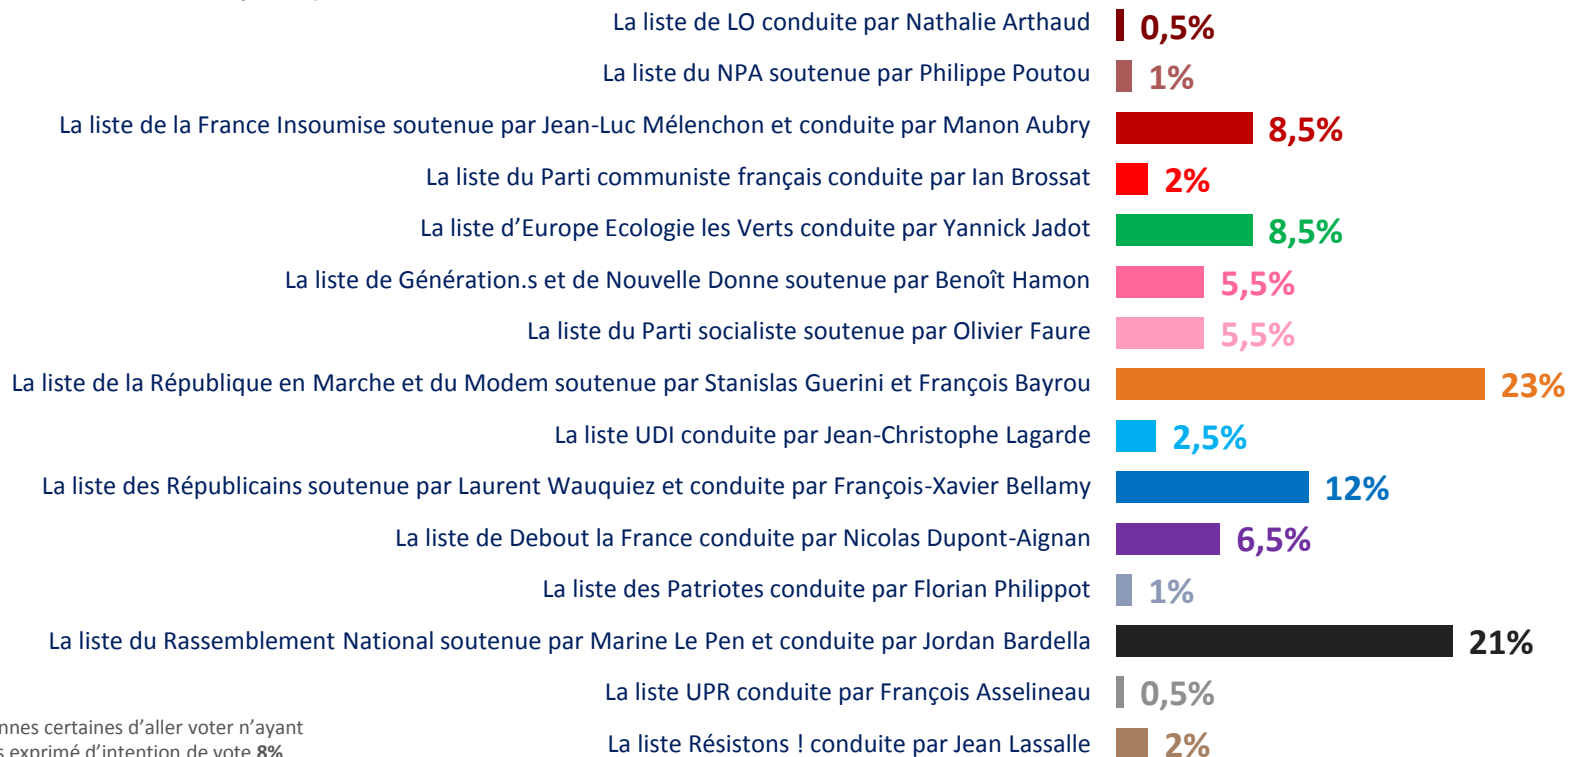 La liste de LO conduite par Nathalie Arthaud 0,5%
La liste du NPA soutenue par Philippe Poutou 1%
La liste de la France Insoumise soutenue par Jean-Luc Mélenchon et conduite par Manon Aubry 8,5%
La liste du Parti communiste français conduite par Ian Brossat 2%
La liste d’Europe Ecologie les Verts conduite par Yannick Jadot 8,5%
La liste de Génération.s et de Nouvelle Donne soutenue par Benoît Hamon 5,5%
La liste du Parti socialiste soutenue par Olivier Faure 5,5%
La liste de la République en Marche et du Modem soutenue par Stanislas Guerini et François Bayrou 23%
La liste UDI conduite par Jean-Christophe Lagarde 2,5%
La liste des Républicains soutenue par Laurent Wauquiez et conduite par François-Xavier Bellamy 12%
La liste de Debout la France conduite par Nicolas Dupont-Aignan 6,5%
La liste des Patriotes conduite par Florian Philippot 1%
La liste du Rassemblement National soutenue par Marine Le Pen et conduite par Jordan Bardella 21%
La liste UPR conduite par François Asselineau 0,5%
La liste Résistons ! conduite par Jean Lassalle 2%
nnes certaines d’aller voter n’ayant
exprimé d’intention de vote 8%